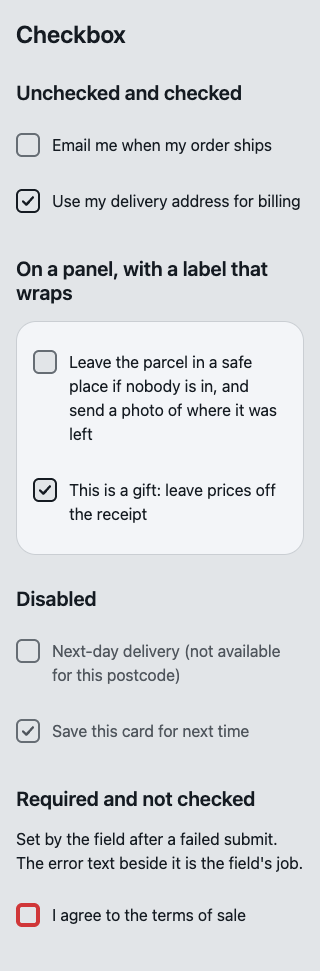 Checkbox
Unchecked and checked
Email me when my order ships
Use my delivery address for billing
On a panel, with a label that
wraps
Leave the parcel in a safe
place if nobody is in, and
send a photo of where it was
left
This is a gift: leave prices off
the receipt
Disabled
Next-day delivery (not available
for this postcode)
Save this card for next time
Required and not checked
Set by the field after a failed submit.
The error text beside it is the field's job.
I agree to the terms of sale